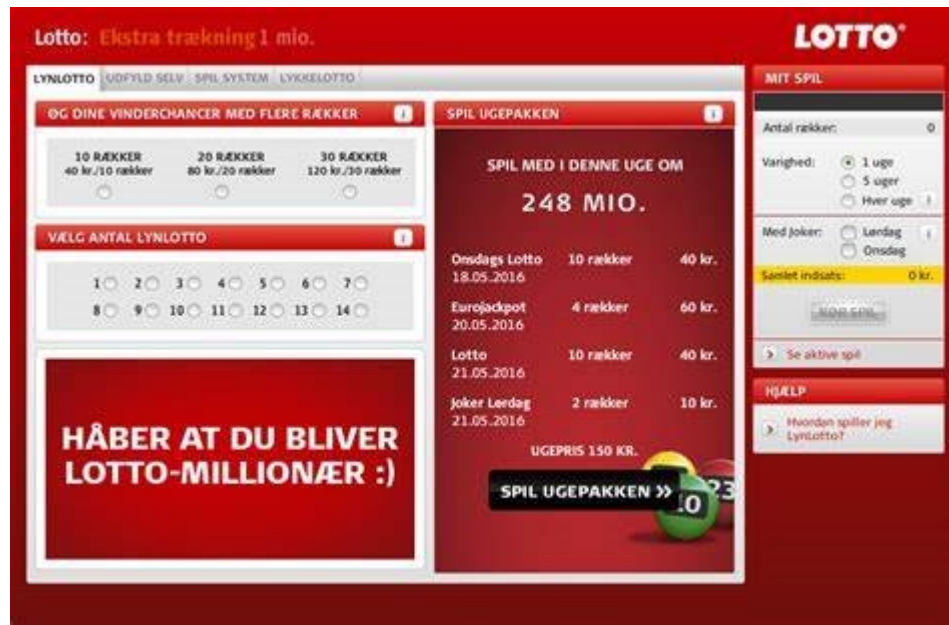 Lotto: Ekstra trækning 1 mio.
LOTTO
LYNLOTTO UDFYLD SELV SPIL SYSTEM LYKKELOTTO
ØG DINE VINDERCHANCER MED FLERE RÆKKER i
10 RÆKKER 20 RÆKKER 30 RÆKKER
40 kr./10 rækker 80 kr./20 rækker 120 kr./30 rækker
VÆLG ANTAL LYNLOTTO i
1 2 3 4 5 6 7
8 9 10 11 12 13 14
HÅBER AT DU BLIVER
LOTTO-MILLIONÆR :)
SPIL UGEPAKKEN i
SPIL MED I DENNE UGE OM
248 MIO.
Onsdags Lotto 10 rækker 40 kr.
18.05.2016
Eurojackpot 4 rækker 60 kr.
20.05.2016
Lotto 10 rækker 40 kr.
21.05.2016
Joker Lørdag 2 rækker 10 kr.
21.05.2016
UGEPRIS 150 KR.
SPIL UGEPAKKEN »
10 23
MIT SPIL
Antal rækker: 0
Varighed: 1 uge
5 uger
Hver uge i
Med Joker: Lørdag i
Onsdag
Samlet indsats: 0 kr.
KØB SPIL
Se aktive spil
HJÆLP
Hvordan spiller jeg
LynLotto?